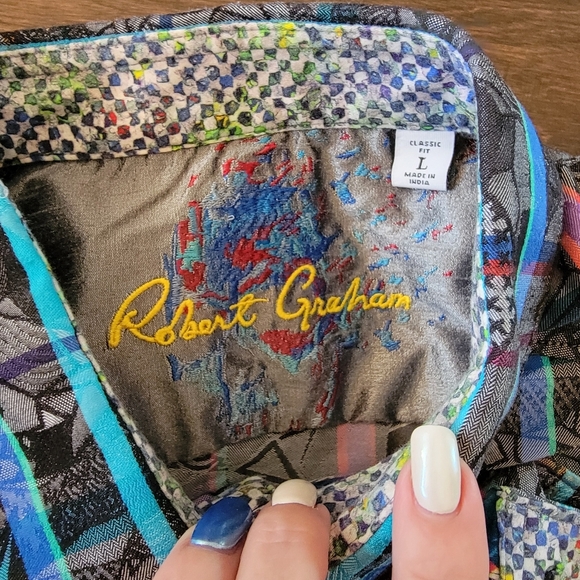 CLASSIC
FIT
L
MADE IN
INDIA
Robert Graham